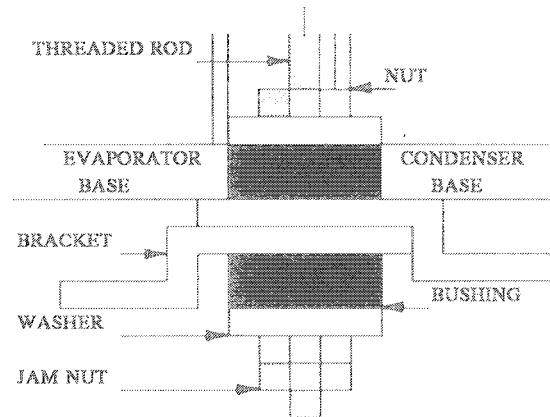 THREADED ROD
NUT
EVAPORATOR
BASE
CONDENSER
BASE
BRACKET
BUSHING
WASHER
JAM NUT